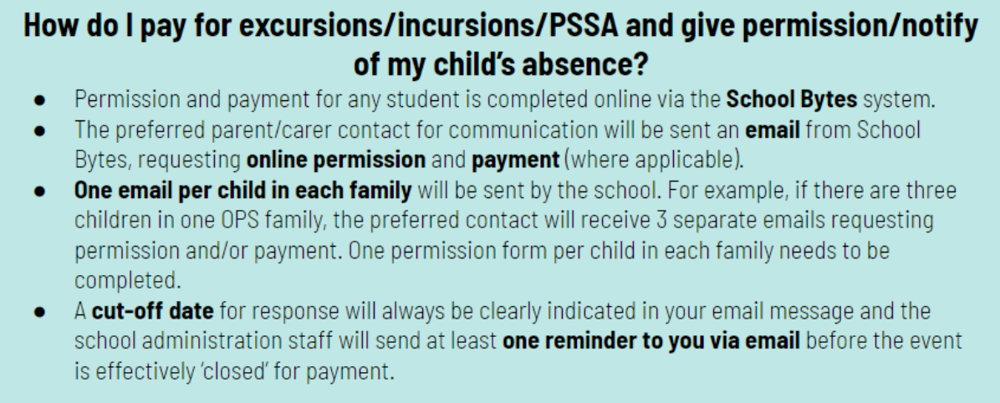 How do I pay for excursions/incursions/PSSA and give permission/notify
of my child's absence?
● Permission and payment for any student is completed online via the School Bytes system.
● The preferred parent/carer contact for communication will be sent an email from School
Bytes, requesting online permission and payment (where applicable).
● One email per child in each family will be sent by the school. For example, if there are three
children in one OPS family, the preferred contact will receive 3 separate emails requesting
permission and/or payment. One permission form per child in each family needs to be
completed.
● A cut-off date for response will always be clearly indicated in your email message and the
school administration staff will send at least one reminder to you via email before the event
is effectively 'closed' for payment.